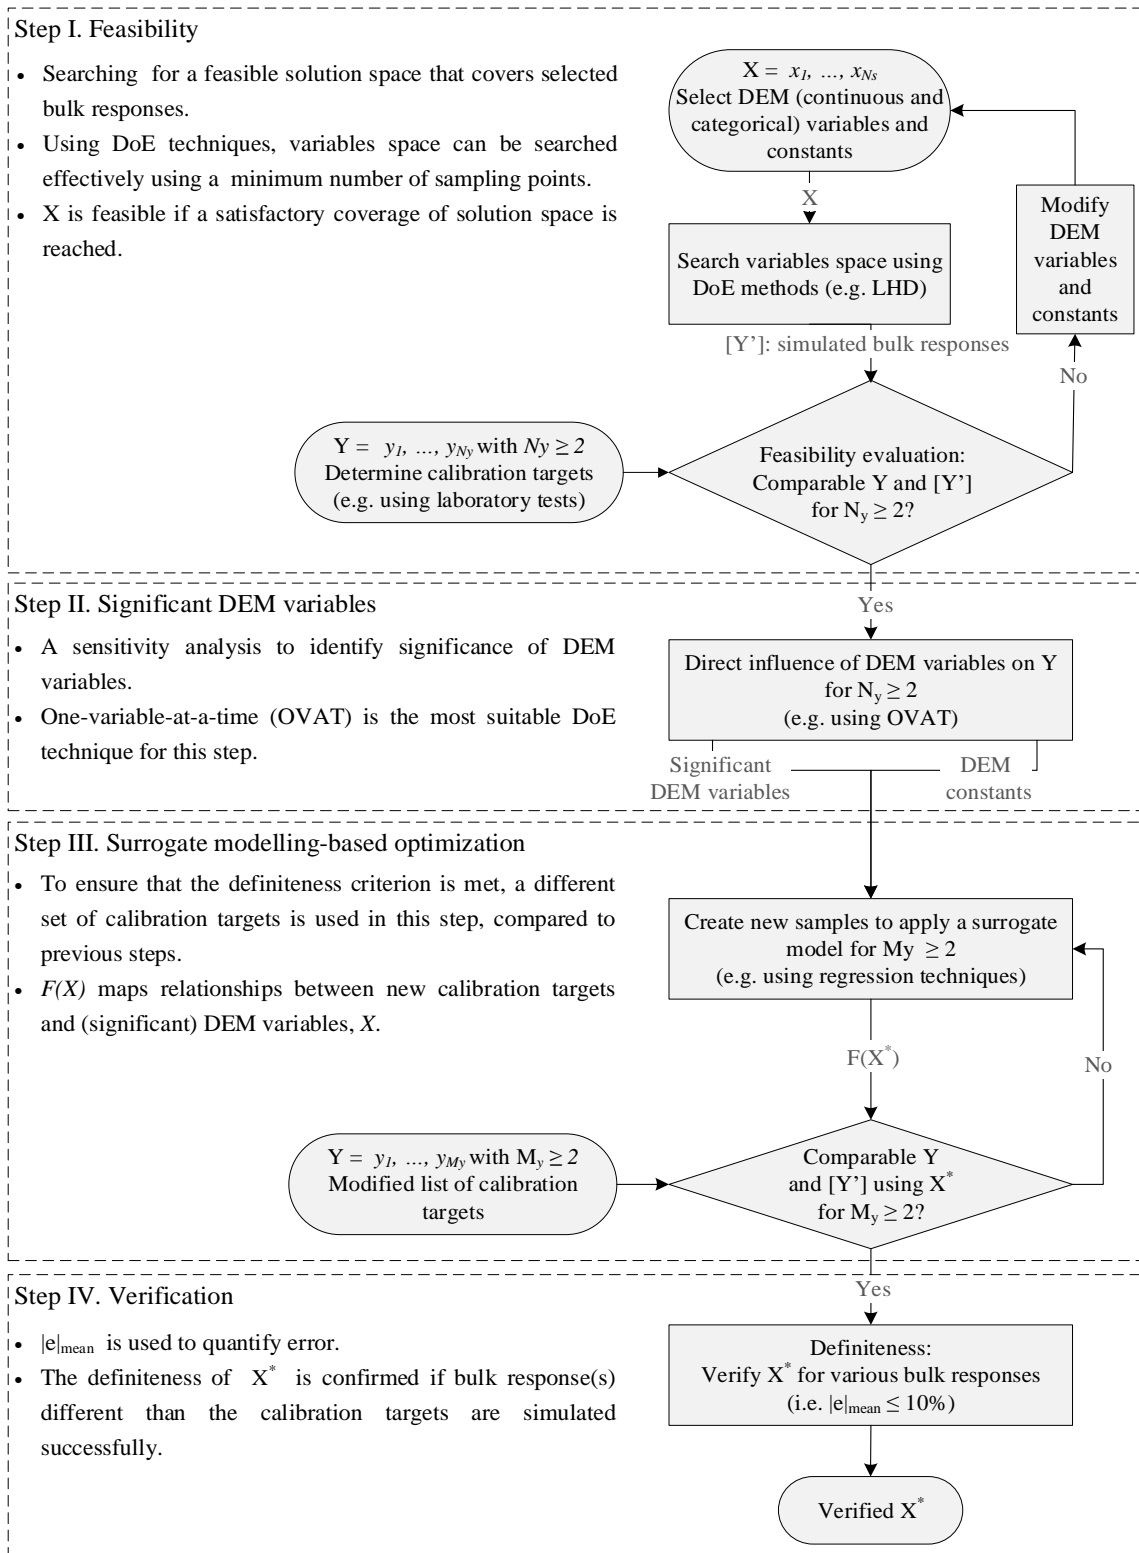 Step I. Feasibility
• Searching for a feasible solution space that covers selected
bulk responses.
• Using DoE techniques, variables space can be searched
effectively using a minimum number of sampling points.
• X is feasible if a satisfactory coverage of solution space is
reached.
X = x1, ..., xNs
Select DEM (continuous and
categorical) variables and
constants
X
Search variables space using
DoE methods (e.g. LHD)
[Y’]: simulated bulk responses
Modify
DEM
variables
and
constants
No
Y = y1, ..., yNy with Ny ≥ 2
Determine calibration targets
(e.g. using laboratory tests)
Feasibility evaluation:
Comparable Y and [Y’]
for Ny ≥ 2?
Yes
Step II. Significant DEM variables
• A sensitivity analysis to identify significance of DEM
variables.
• One-variable-at-a-time (OVAT) is the most suitable DoE
technique for this step.
Direct influence of DEM variables on Y
for Ny ≥ 2
(e.g. using OVAT)
Significant
DEM variables
DEM
constants
Step III. Surrogate modelling-based optimization
• To ensure that the definiteness criterion is met, a different
set of calibration targets is used in this step, compared to
previous steps.
• F(X) maps relationships between new calibration targets
and (significant) DEM variables, X.
Create new samples to apply a surrogate
model for My ≥ 2
(e.g. using regression techniques)
F(X*)
No
Y = y1, ..., yMy with My ≥ 2
Modified list of calibration
targets
Comparable Y
and [Y’] using X*
for My ≥ 2?
Yes
Step IV. Verification
• |e|mean is used to quantify error.
• The definiteness of X* is confirmed if bulk response(s)
different than the calibration targets are simulated
successfully.
Definiteness:
Verify X* for various bulk responses
(i.e. |e|mean ≤ 10%)
Verified X*